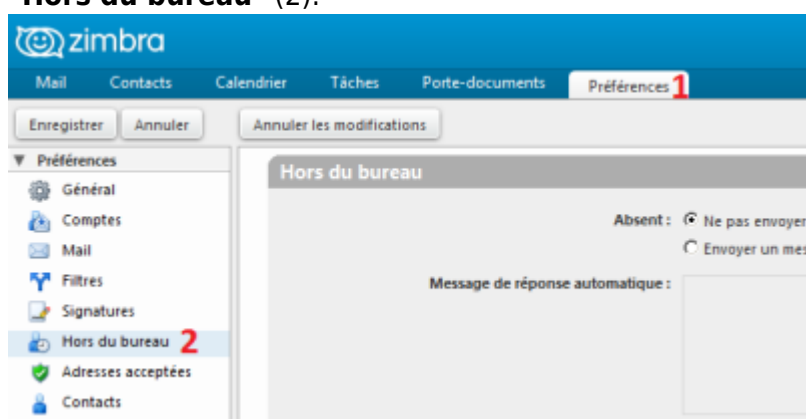 "Hors du bureau" (2).
zimbra
Mail Contacts Calendrier Tâches Porte-documents Préférences 1
Enregistrer Annuler Annuler les modifications
Préférences
Hors du bureau
Général
Absent : Ne pas envoyer
Comptes
Envoyer un mes
Mail
Message de réponse automatique :
Filtres
Signatures
Hors du bureau 2
Adresses acceptées
Contacts